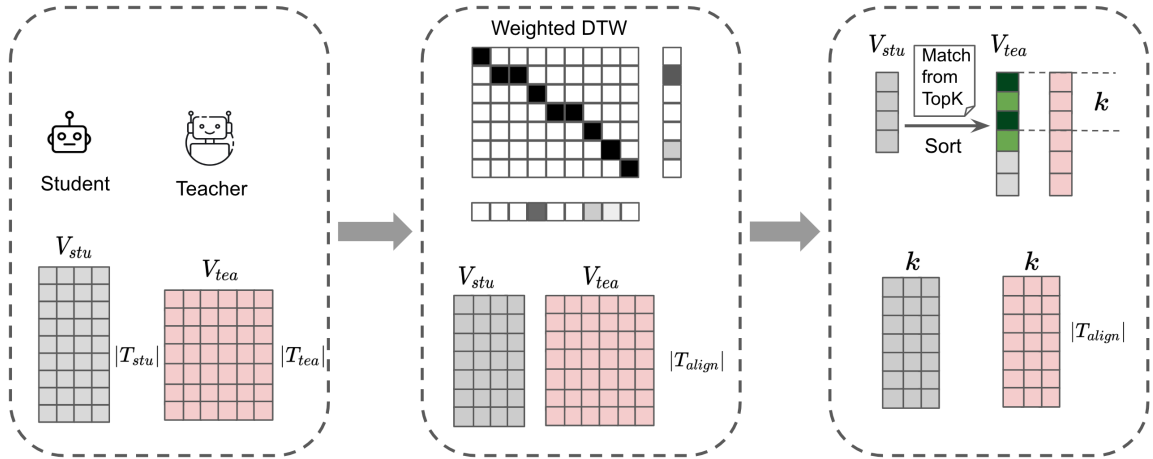 Student
Teacher
V_stu
V_tea
|T_stu|
|T_tea|
Weighted DTW
V_stu
V_tea
|T_align|
V_stu
Match
from
TopK
V_tea
k
Sort
k
k
|T_align|